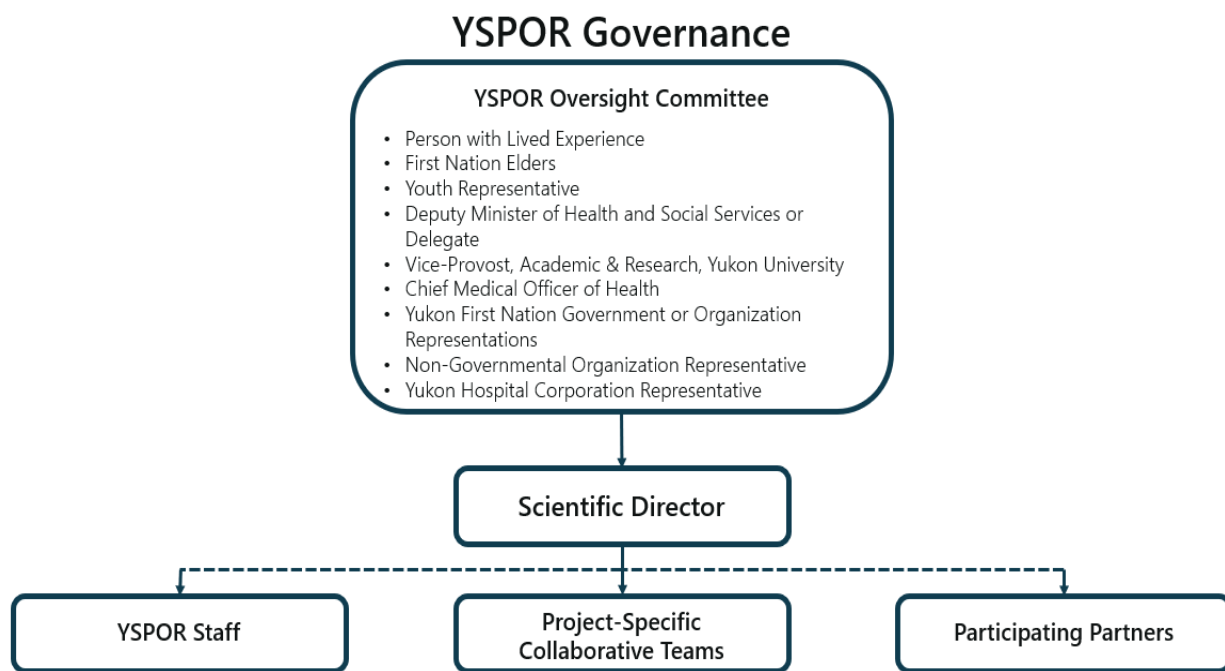 YSPOR Governance
YSPOR Oversight Committee
• Person with Lived Experience
• First Nation Elders
• Youth Representative
• Deputy Minister of Health and Social Services or
Delegate
• Vice-Provost, Academic & Research, Yukon University
• Chief Medical Officer of Health
• Yukon First Nation Government or Organization
Representations
• Non-Governmental Organization Representative
• Yukon Hospital Corporation Representative
Scientific Director
YSPOR Staff
Project-Specific
Collaborative Teams
Participating Partners